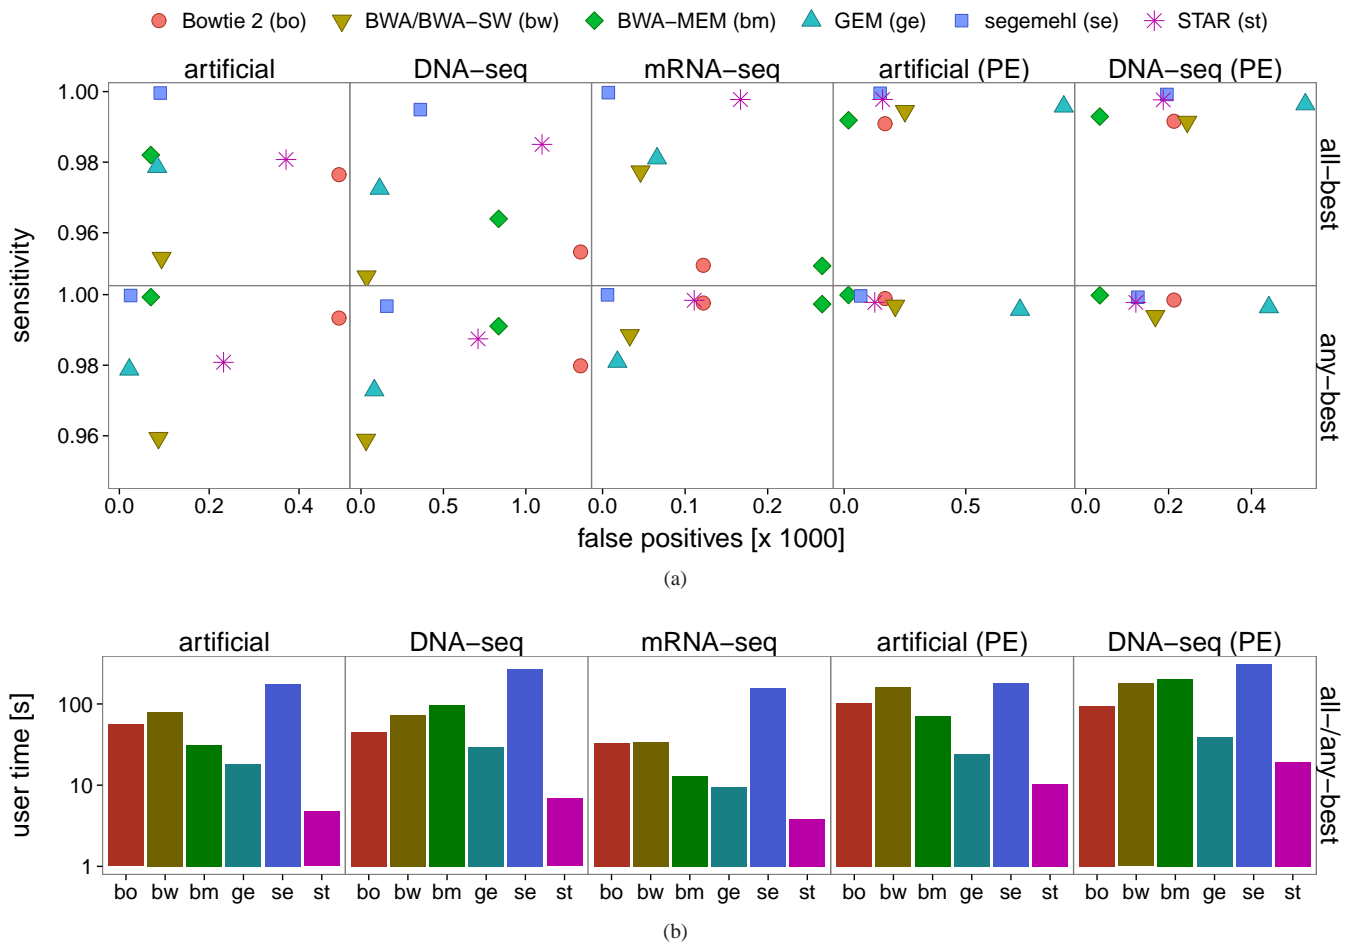 Bowtie 2 (bo) BWA/BWA−SW (bw) BWA−MEM (bm) GEM (ge) segemehl (se) STAR (st)
artificial DNA−seq mRNA−seq artificial (PE) DNA−seq (PE)
sensitivity
1.00
0.98
0.96
all−best
1.00
0.98
0.96
any−best
0.0 0.2 0.4 0.0 0.5 1.0 0.0 0.1 0.2 0.0 0.5 0.0 0.2 0.4
false positives [x 1000]
(a)
artificial DNA−seq mRNA−seq artificial (PE) DNA−seq (PE)
user time [s]
100
10
1
all−/any−best
bo bw bm ge se st bo bw bm ge se st bo bw bm ge se st bo bw bm ge se st bo bw bm ge se st
(b)